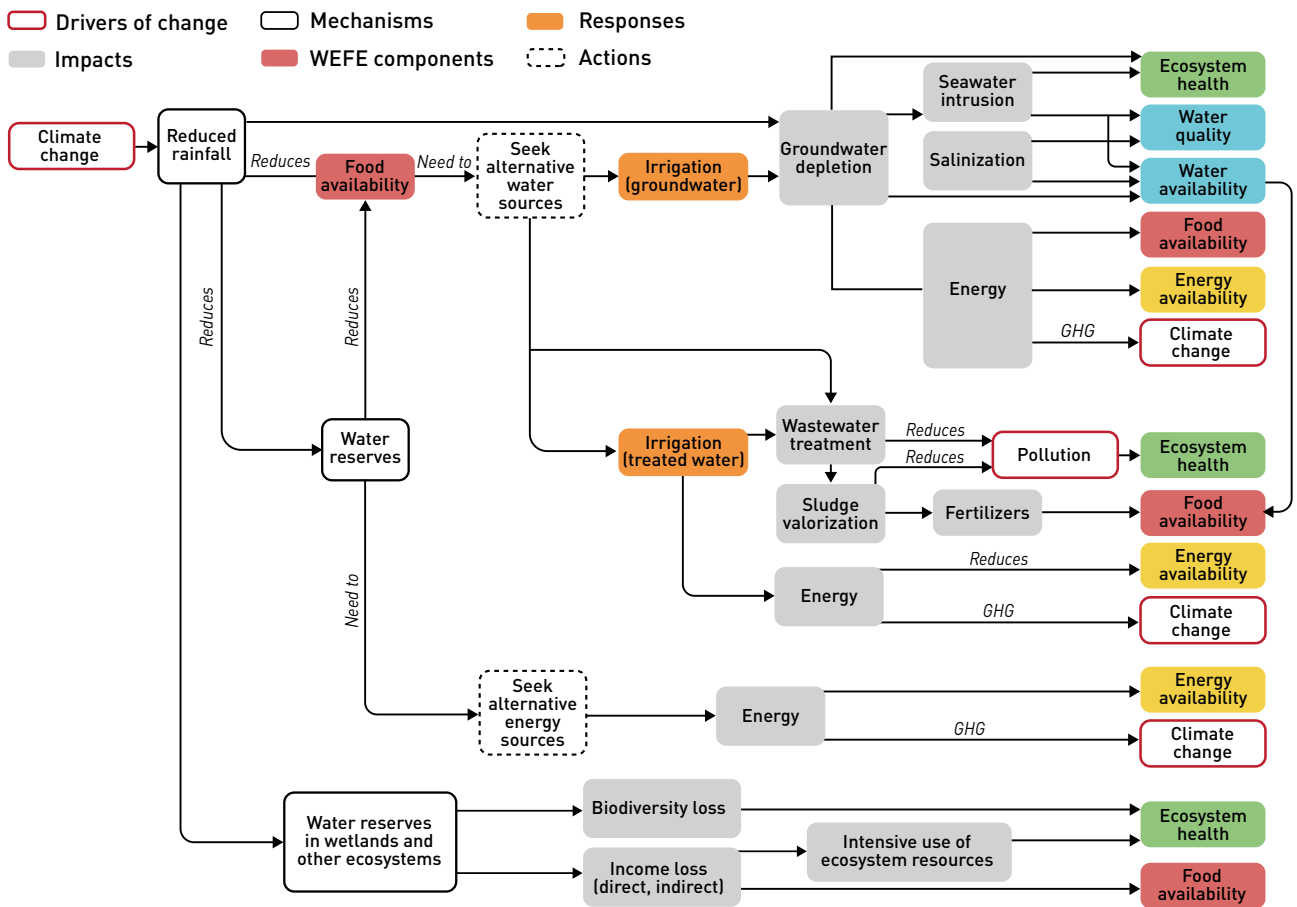 Drivers of change
Mechanisms
Responses
Impacts
WEFE components
Actions
Climate
change
Reduced
rainfall
Reduces
Food
availability
Need to
Seek
alternative
water
sources
Irrigation
(groundwater)
Groundwater
depletion
Seawater
intrusion
Salinization
Ecosystem
health
Water
quality
Water
availability
Energy
Food
availability
Energy
availability
GHG
Climate
change
Reduces
Reduces
Water
reserves
Irrigation
(treated water)
Wastewater
treatment
Reduces
Reduces
Pollution
Ecosystem
health
Sludge
valorization
Fertilizers
Food
availability
Energy
Reduces
Energy
availability
GHG
Climate
change
Need to
Seek
alternative
energy
sources
Energy
Energy
availability
GHG
Climate
change
Water reserves
in wetlands and
other ecosystems
Biodiversity loss
Income loss
(direct, indirect)
Intensive use of
ecosystem resources
Ecosystem
health
Food
availability